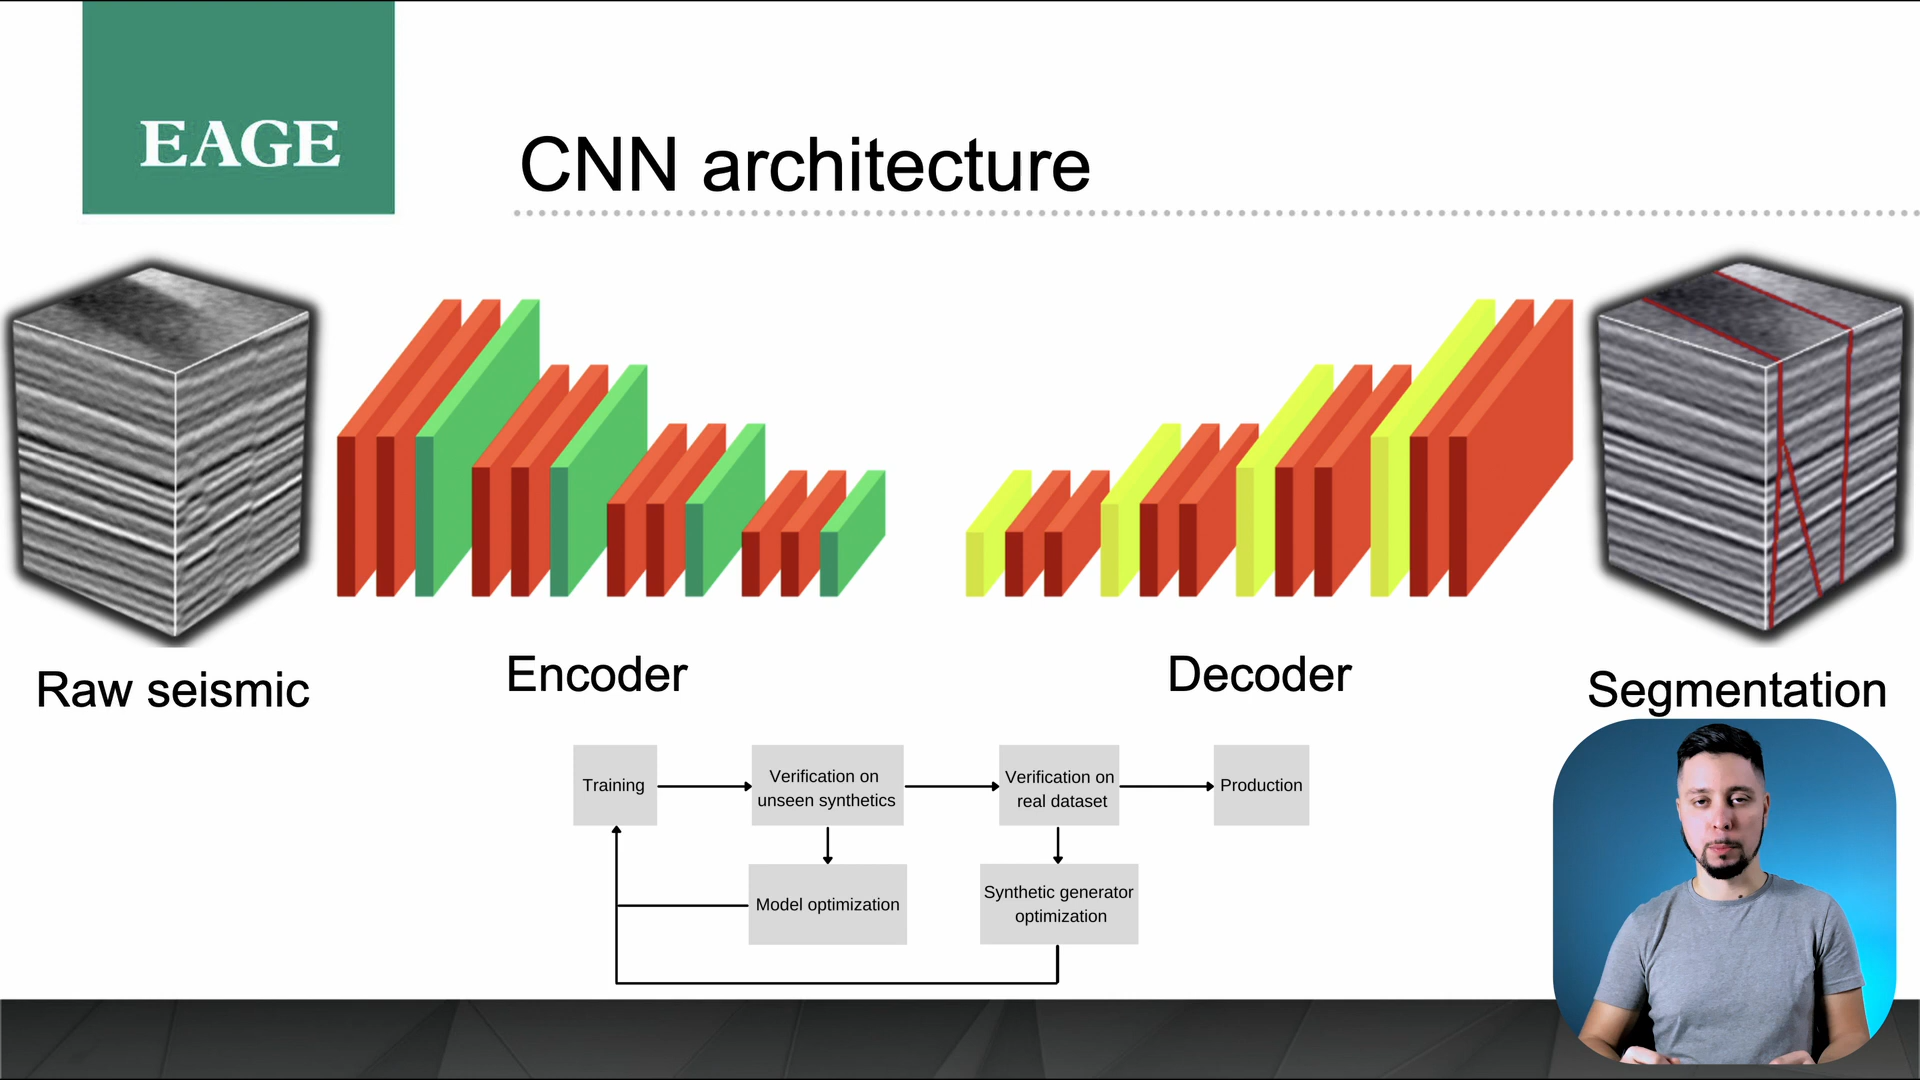 EAGE
CNN architecture
Raw seismic
Encoder
Decoder
Segmentation
Training
Verification on
unseen synthetics
Verification on
real dataset
Production
Model optimization
Synthetic generator
optimization